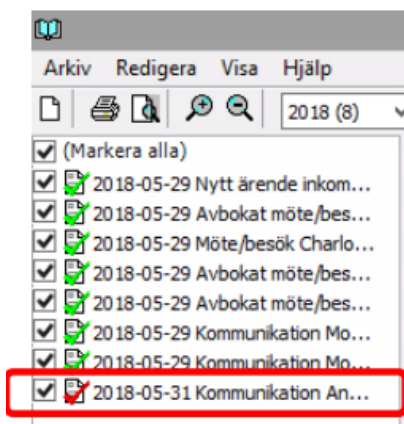 Arkiv Redigera Visa Hjälp
2018 (8)
(Markera alla)
2018-05-29 Nytt ärende inkom...
2018-05-29 Avbokat möte/bes...
2018-05-29 Möte/besök Charlo...
2018-05-29 Avbokat möte/bes...
2018-05-29 Avbokat möte/bes...
2018-05-29 Kommunikation Mo...
2018-05-29 Kommunikation Mo...
2018-05-31 Kommunikation An...